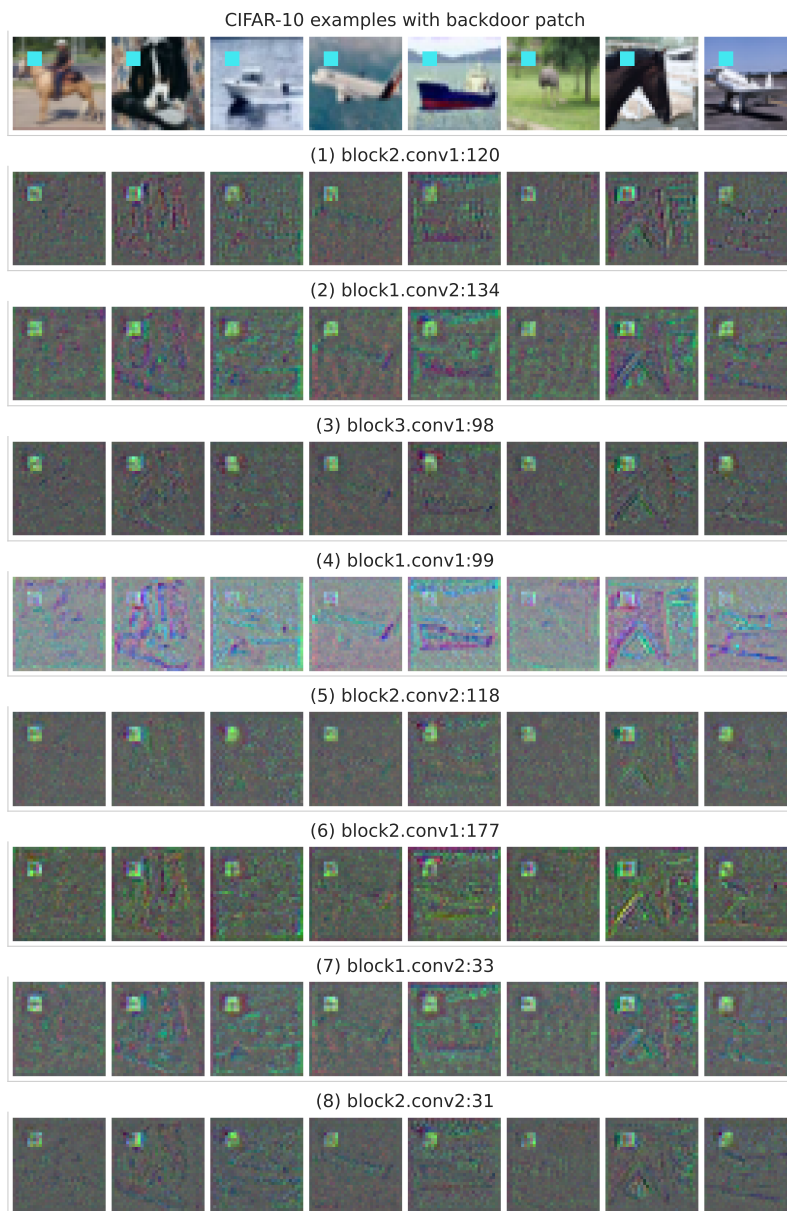 CIFAR-10 examples with backdoor patch
(1) block2.conv1:120
(2) block1.conv2:134
(3) block3.conv1:98
(4) block1.conv1:99
(5) block2.conv2:118
(6) block2.conv1:177
(7) block1.conv2:33
(8) block2.conv2:31